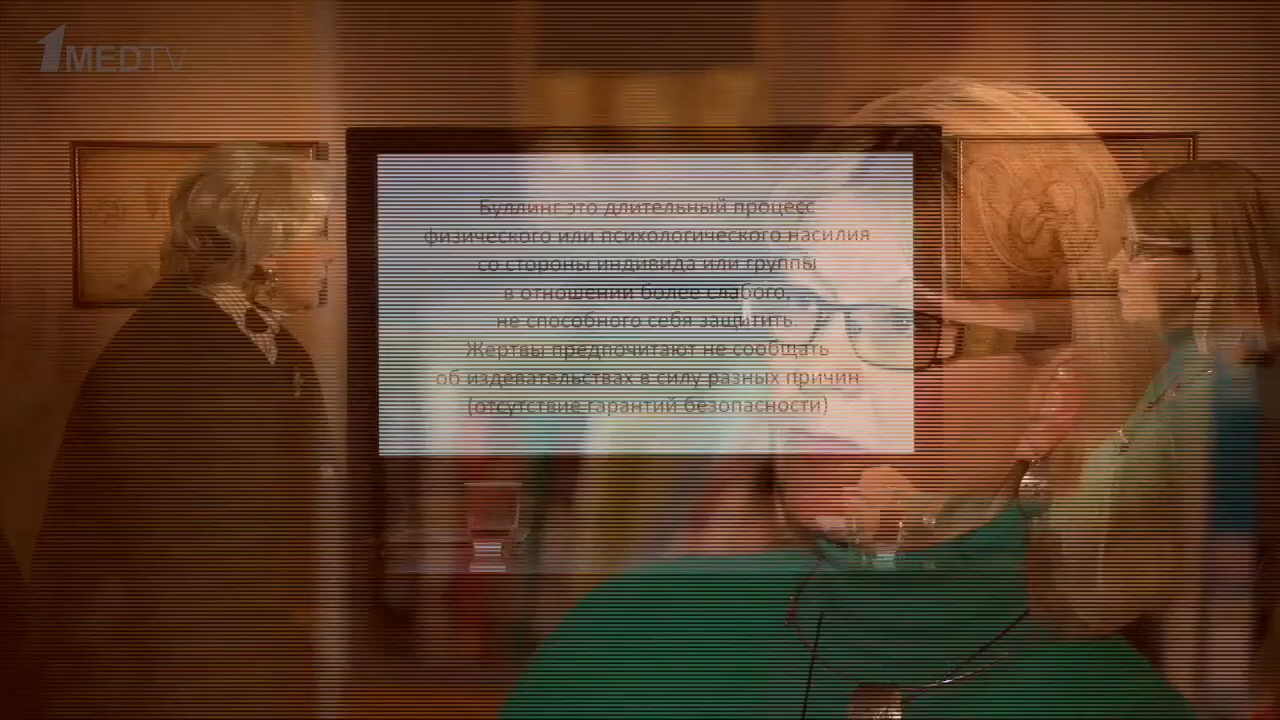 1MEDTV
Буллинг это длительный процесс
физического или психологического насилия
со стороны индивида или группы
в отношении более слабого,
не способного себя защитить
Жертвы предпочитают не сообщать
об издевательствах в силу разных причин
(отсутствие гарантий безопасности)